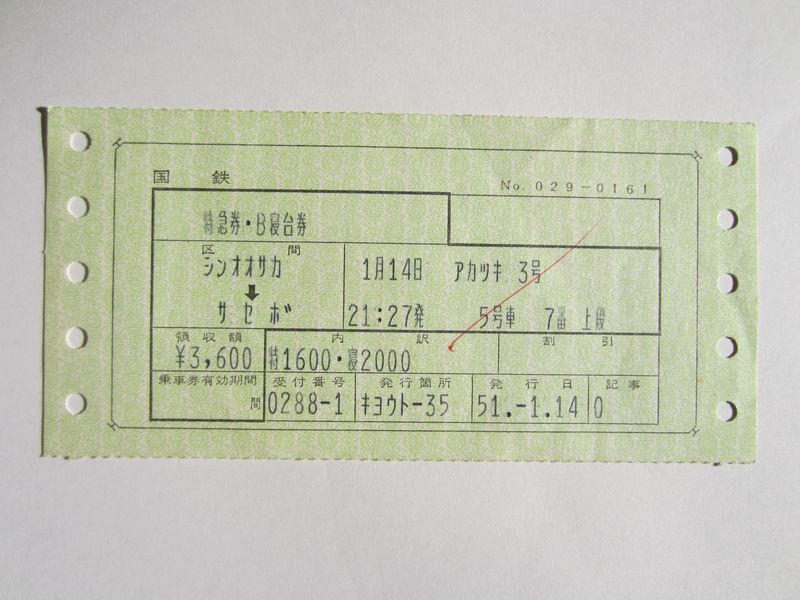 国鉄
No. 029-0161
特急券・B寝台券
区間
シンオオサカ
1月14日 アカツキ 3号
サセボ
21:27発 5号車 7番 上段
領収額 内訳 割引
¥3,600 特1600・寝2000
乗車券有効期間 受付番号 発行箇所 発行日 記事
間 0288-1 キヨウト-35 51.-1.14 0